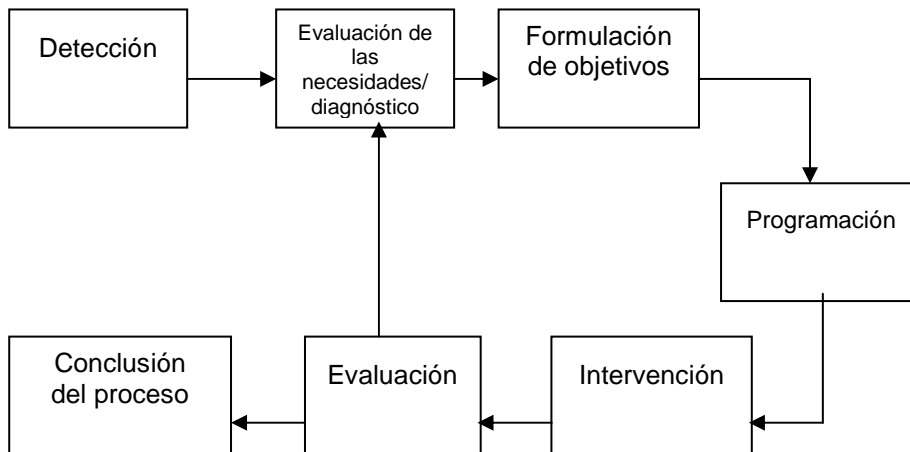 Detección
Evaluación de
las
necesidades/
diagnóstico
Formulación
de objetivos
Programación
Intervención
Evaluación
Conclusión
del proceso